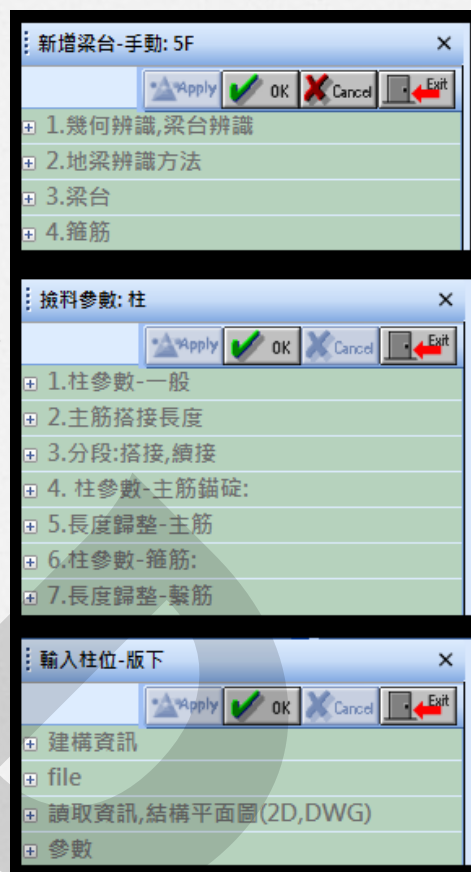 新增梁台-手動: 5F
Apply OK Cancel Exit
1.幾何辨識,梁台辨識
2.地梁辨識方法
3.梁台
4.箍筋
撿料參數: 柱
Apply OK Cancel Exit
1.柱參數-一般
2.主筋搭接長度
3.分段:搭接,續接
4. 柱參數-主筋錨碇:
5.長度歸整-主筋
6.柱參數-箍筋:
7.長度歸整-繫筋
輸入柱位-版下
Apply OK Cancel Exit
建構資訊
file
讀取資訊,結構平面圖(2D,DWG)
參數